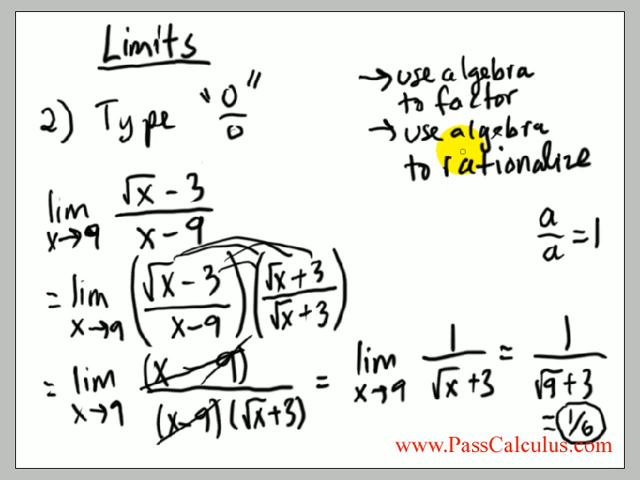 Limits
2) Type "0/0"
→ use algebra
to factor
→ use algebra
to rationalize
lim x→9 (√x - 3)/(x - 9)
a/a = 1
= lim x→9 ((√x - 3)/(x - 9)) ((√x + 3)/(√x + 3))
= lim x→9 (x - 9)/((x - 9)(√x + 3)) = lim x→9 1/(√x + 3) = 1/(√9 + 3)
= 1/6
www.PassCalculus.com